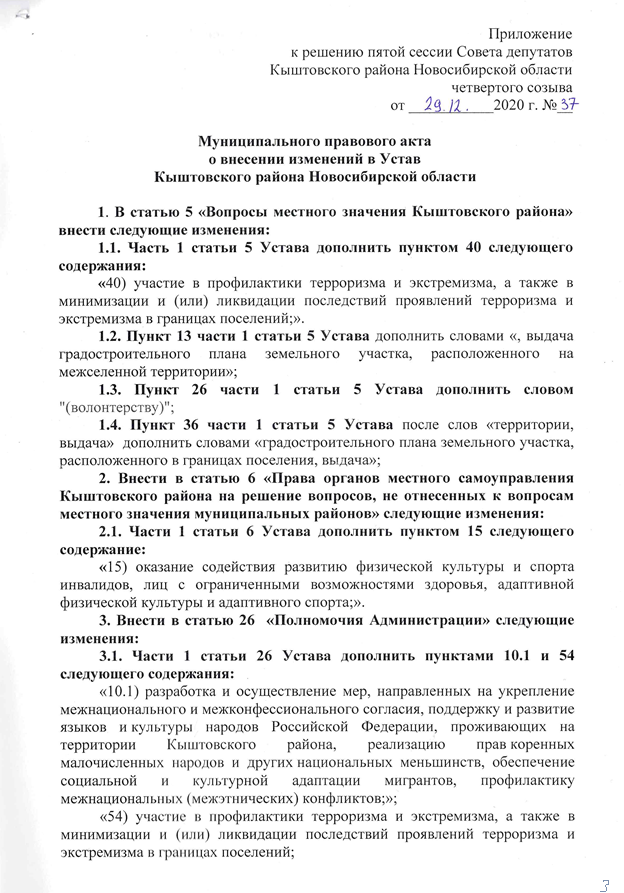 Приложение
к решению пятой сессии Совета депутатов
Кыштовского района Новосибирской области
четвертого созыва
от 29.12. 2020 г. № 37
Муниципального правового акта
о внесении изменений в Устав
Кыштовского района Новосибирской области
1. В статью 5 «Вопросы местного значения Кыштовского района»
внести следующие изменения:
1.1. Часть 1 статьи 5 Устава дополнить пунктом 40 следующего
содержания:
«40) участие в профилактики терроризма и экстремизма, а также в
минимизации и (или) ликвидации последствий проявлений терроризма и
экстремизма в границах поселений;».
1.2. Пункт 13 части 1 статьи 5 Устава дополнить словами «, выдача
градостроительного плана земельного участка, расположенного на
межселенной территории»;
1.3. Пункт 26 части 1 статьи 5 Устава дополнить словом
"(волонтерству)";
1.4. Пункт 36 части 1 статьи 5 Устава после слов «территории,
выдача» дополнить словами «градостроительного плана земельного участка,
расположенного в границах поселения, выдача»;
2. Внести в статью 6 «Права органов местного самоуправления
Кыштовского района на решение вопросов, не отнесенных к вопросам
местного значения муниципальных районов» следующие изменения:
2.1. Части 1 статьи 6 Устава дополнить пунктом 15 следующего
содержание:
«15) оказание содействия развитию физической культуры и спорта
инвалидов, лиц с ограниченными возможностями здоровья, адаптивной
физической культуры и адаптивного спорта;».
3. Внести в статью 26 «Полномочия Администрации» следующие
изменения:
3.1. Части 1 статьи 26 Устава дополнить пунктами 10.1 и 54
следующего содержания:
«10.1) разработка и осуществление мер, направленных на укрепление
межнационального и межконфессионального согласия, поддержку и развитие
языков и культуры народов Российской Федерации, проживающих на
территории Кыштовского района, реализацию прав коренных
малочисленных народов и других национальных меньшинств, обеспечение
социальной и культурной адаптации мигрантов, профилактику
межнациональных (межэтнических) конфликтов;»;
«54) участие в профилактики терроризма и экстремизма, а также в
минимизации и (или) ликвидации последствий проявлений терроризма и
экстремизма в границах поселений;
3